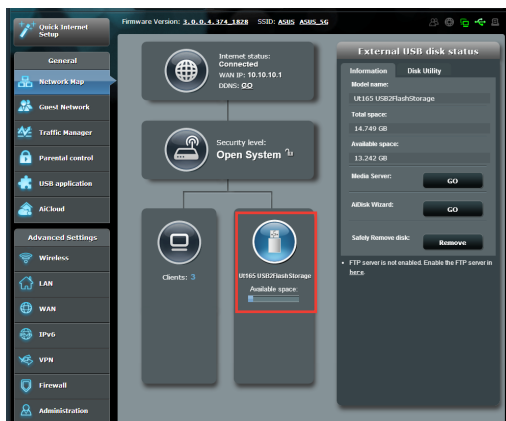 Quick Internet
Setup
Firmware Version: 3.0.0.4.374_1828 SSID: ASUS ASUS_5G
General
Network Map
Guest Network
Traffic Manager
Parental control
USB application
AiCloud
Advanced Settings
Wireless
LAN
WAN
IPv6
VPN
Firewall
Administration
Internet status:
Connected
WAN IP: 10.10.10.1
DDNS: GO
Security level:
Open System
Clients: 3
Ut165 USB2FlashStorage
Available space:
External USB disk status
Information Disk Utility
Model name:
Ut165 USB2FlashStorage
Total space:
14.749 GB
Available space:
13.242 GB
Media Server: GO
AiDisk Wizard: GO
Safely Remove disk: Remove
• FTP server is not enabled. Enable the FTP server in
here.